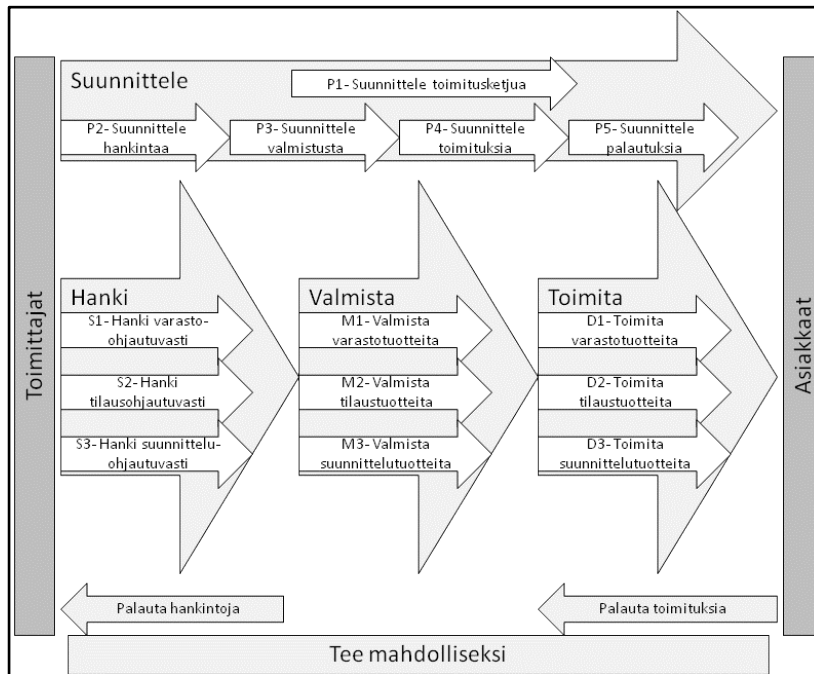 Suunnittele
P1- Suunnittele toimitusketjua
P2- Suunnittele
hankintaa
P3- Suunnittele
valmistusta
P4- Suunnittele
toimituksia
P5- Suunnittele
palautuksia
Toimittajat
Hanki
S1- Hanki varasto-
ohjautuvasti
S2- Hanki
tilausohjautuvasti
S3- Hanki suunnittelu-
ohjautuvasti
Valmista
M1- Valmista
varastotuotteita
M2- Valmista
tilaustuotteita
M3- Valmista
suunnittelutuotteita
Toimita
D1- Toimita
varastotuotteita
D2- Toimita
tilaustuotteita
D3- Toimita
suunnittelutuotteita
Asiakkaat
Palauta hankintoja
Palauta toimituksia
Tee mahdolliseksi